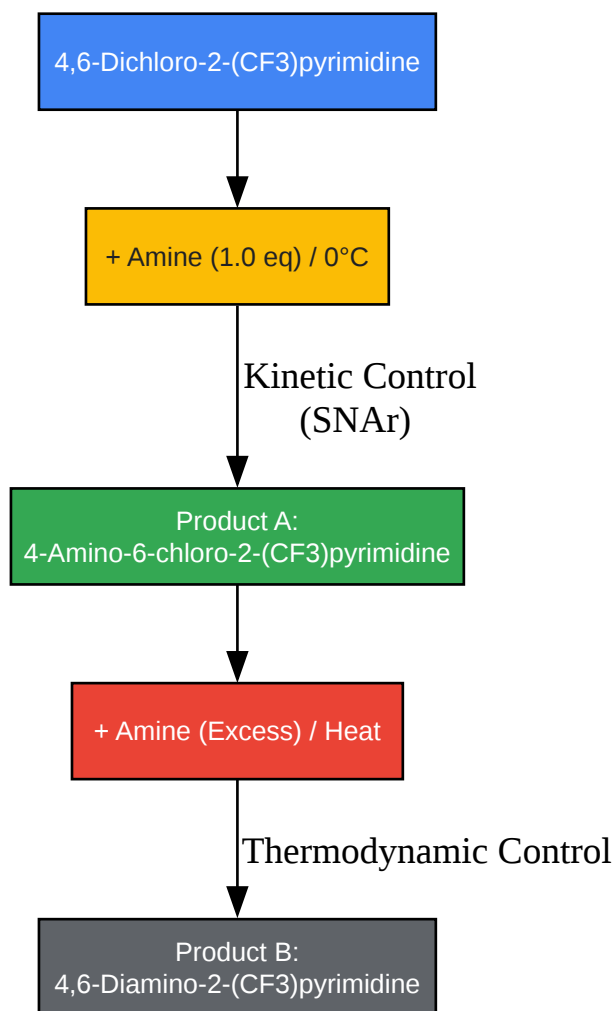 4,6-Dichloro-2-(CF3)pyrimidine
+ Amine (1.0 eq) / 0°C
Kinetic Control
(SNAr)
Product A:
4-Amino-6-chloro-2-(CF3)pyrimidine
+ Amine (Excess) / Heat
Thermodynamic Control
Product B:
4,6-Diamino-2-(CF3)pyrimidine